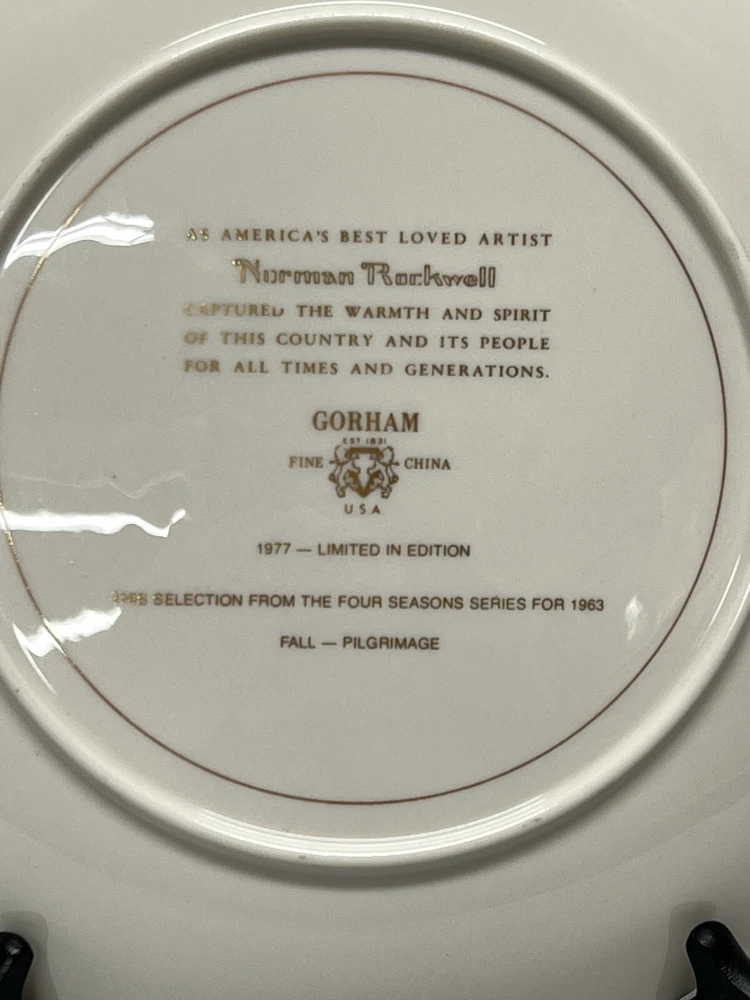 AS AMERICA'S BEST LOVED ARTIST
Norman Rockwell
CAPTURED THE WARMTH AND SPIRIT
OF THIS COUNTRY AND ITS PEOPLE
FOR ALL TIMES AND GENERATIONS.
GORHAM
EST 1831
FINE CHINA
U.S.A
1977 — LIMITED IN EDITION
THIS SELECTION FROM THE FOUR SEASONS SERIES FOR 1963
FALL — PILGRIMAGE